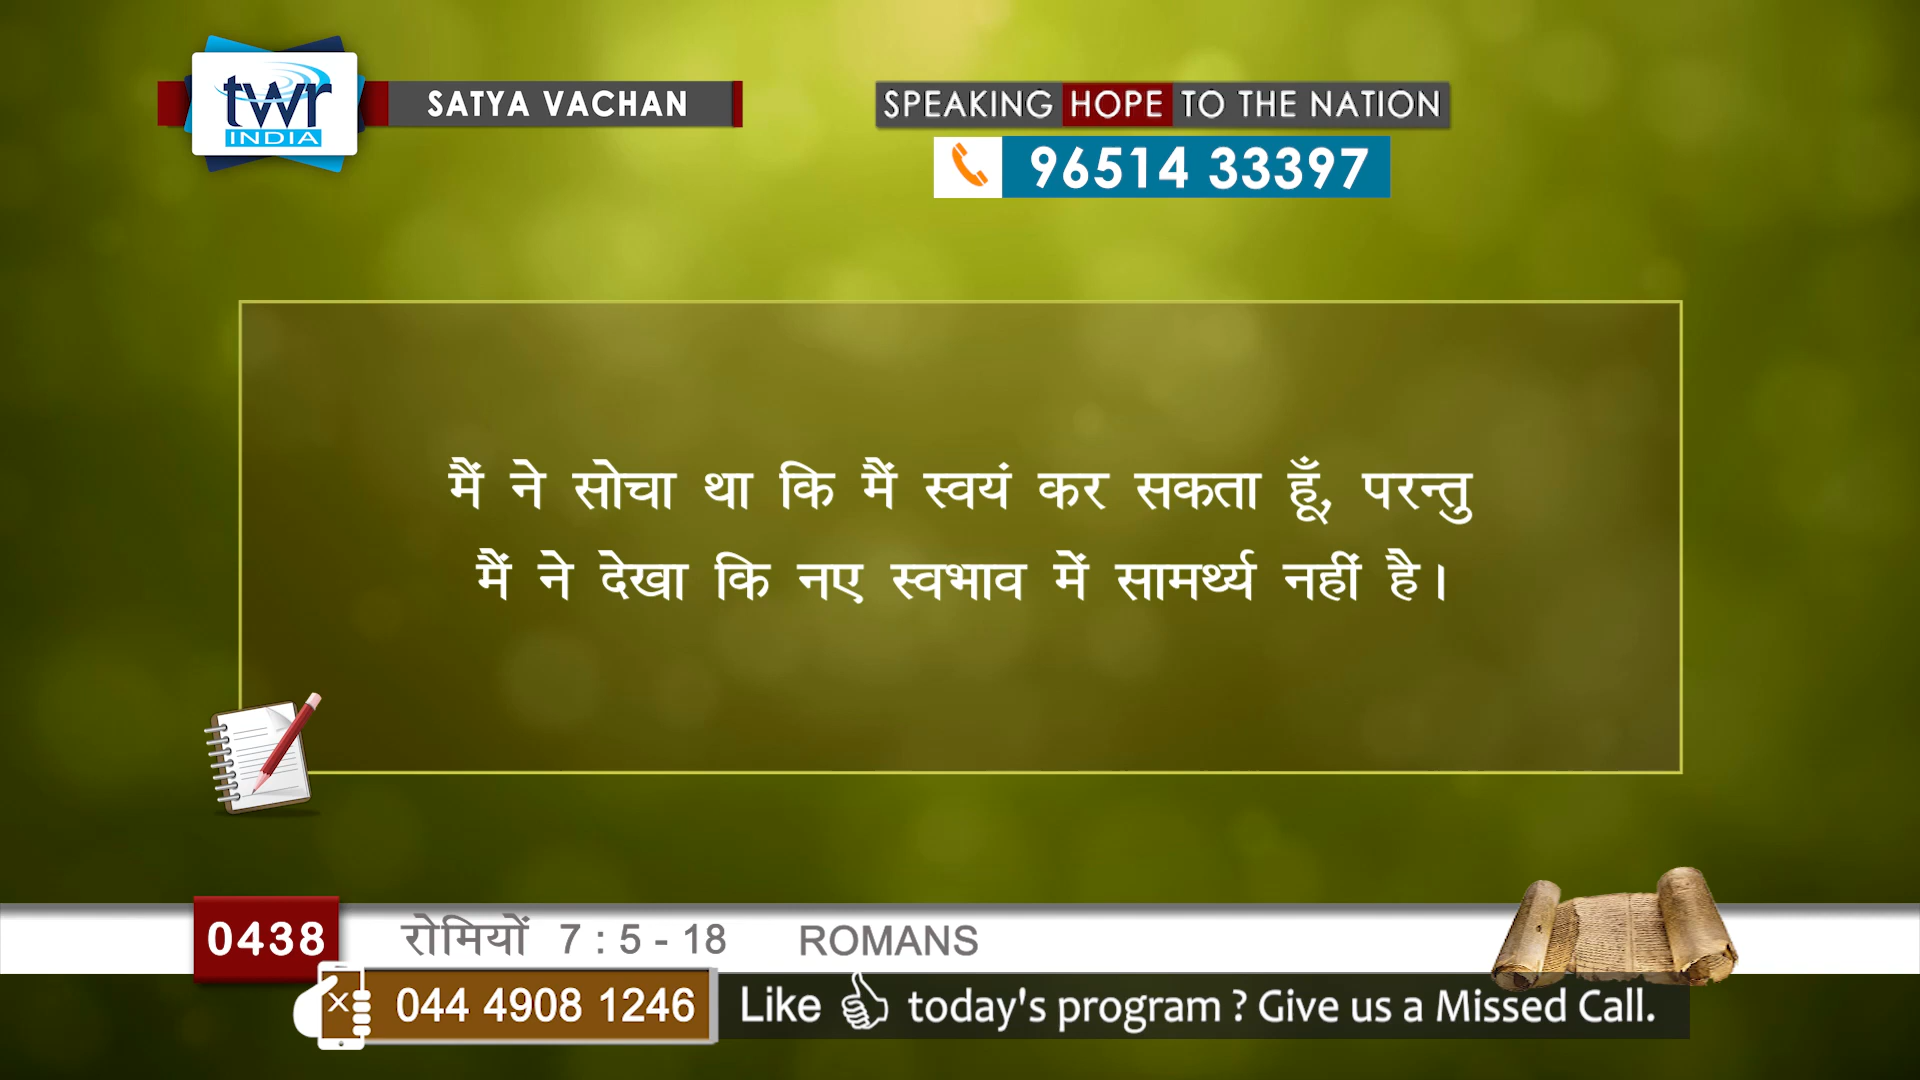 twr
INDIA
SATYA VACHAN
SPEAKING HOPE TO THE NATION
96514 33397
मैं ने सोचा था कि मैं स्वयं कर सकता हूँ, परन्तु
मैं ने देखा कि नए स्वभाव में सामर्थ्य नहीं है।
0438 रोमियों 7 : 5 - 18 ROMANS
044 4908 1246 Like today's program ? Give us a Missed Call.